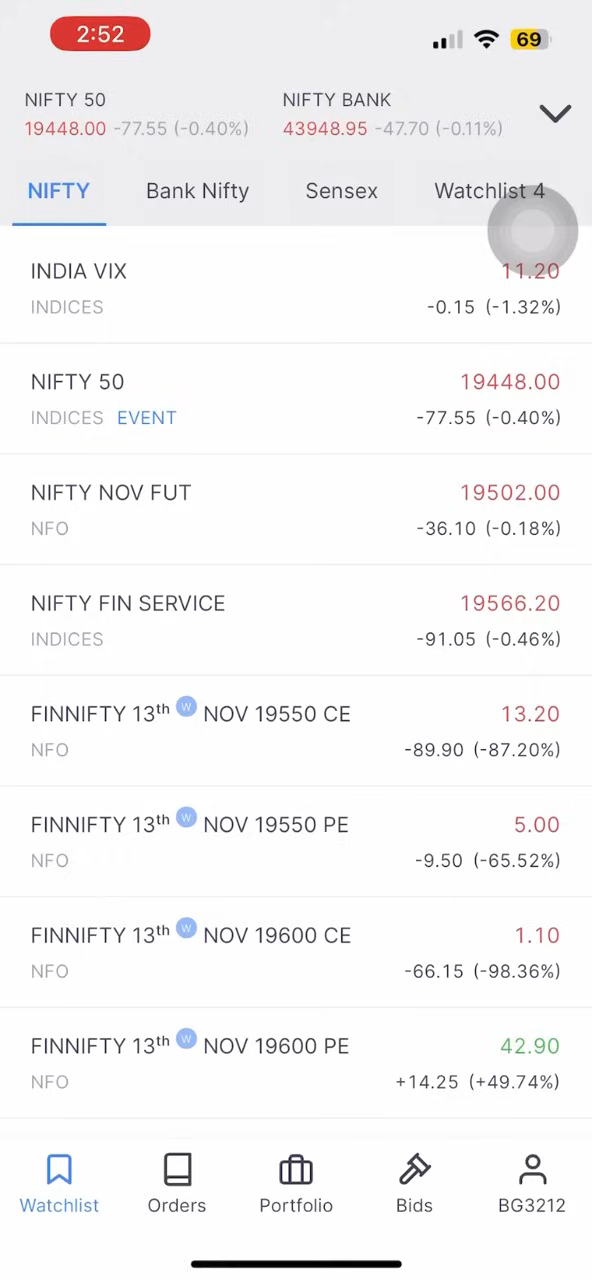 2:52
69
NIFTY 50
19448.00 -77.55 (-0.40%)
NIFTY BANK
43948.95 -47.70 (-0.11%)
NIFTY
Bank Nifty
Sensex
Watchlist 4
INDIA VIX
11.20
INDICES
-0.15 (-1.32%)
NIFTY 50
19448.00
INDICES EVENT
-77.55 (-0.40%)
NIFTY NOV FUT
19502.00
NFO
-36.10 (-0.18%)
NIFTY FIN SERVICE
19566.20
INDICES
-91.05 (-0.46%)
FINNIFTY 13th W NOV 19550 CE
13.20
NFO
-89.90 (-87.20%)
FINNIFTY 13th W NOV 19550 PE
5.00
NFO
-9.50 (-65.52%)
FINNIFTY 13th W NOV 19600 CE
1.10
NFO
-66.15 (-98.36%)
FINNIFTY 13th W NOV 19600 PE
42.90
NFO
+14.25 (+49.74%)
Watchlist
Orders
Portfolio
Bids
BG3212